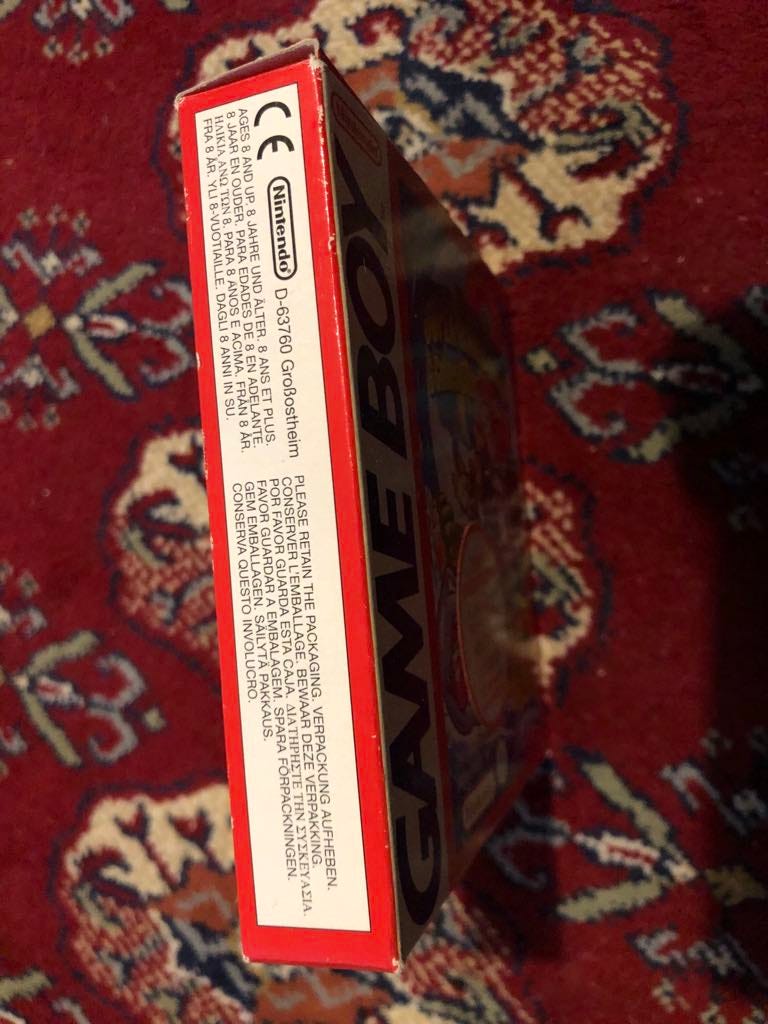 CE Nintendo D-63760 Großostheim
AGES 8 AND UP. 8 JAHRE UND ÄLTER. 8 ANS ET PLUS.
8 JAAR EN OUDER. PARA EDADES DE 8 EN ADELANTE.
ΗΛΙΚΙΑ ΑΝΩ ΤΩΝ 8. PARA 8 ANOS E ACIMA. FRÅN 8 ÅR.
FRA 8 ÅR. YLI 8-VUOTIAILLE. DAGLI 8 ANNI IN SU.
PLEASE RETAIN THE PACKAGING. VERPACKUNG AUFHEBEN.
CONSERVER L'EMBALLAGE. BEWAAR DEZE VERPAKKING.
POR FAVOR GUARDA ESTA CAJA. ΔΙΑΤΗΡΗΣΤΕ ΤΗΝ ΣΥΣΚΕΥΑΣΙΑ.
FAVOR GUARDAR A EMBALAGEM. SPARA FÖRPACKNINGEN.
GEM EMBALLAGEN. SÄILYTÄ PAKKAUS.
CONSERVA QUESTO INVOLUCRO.
Nintendo
GAME BOY